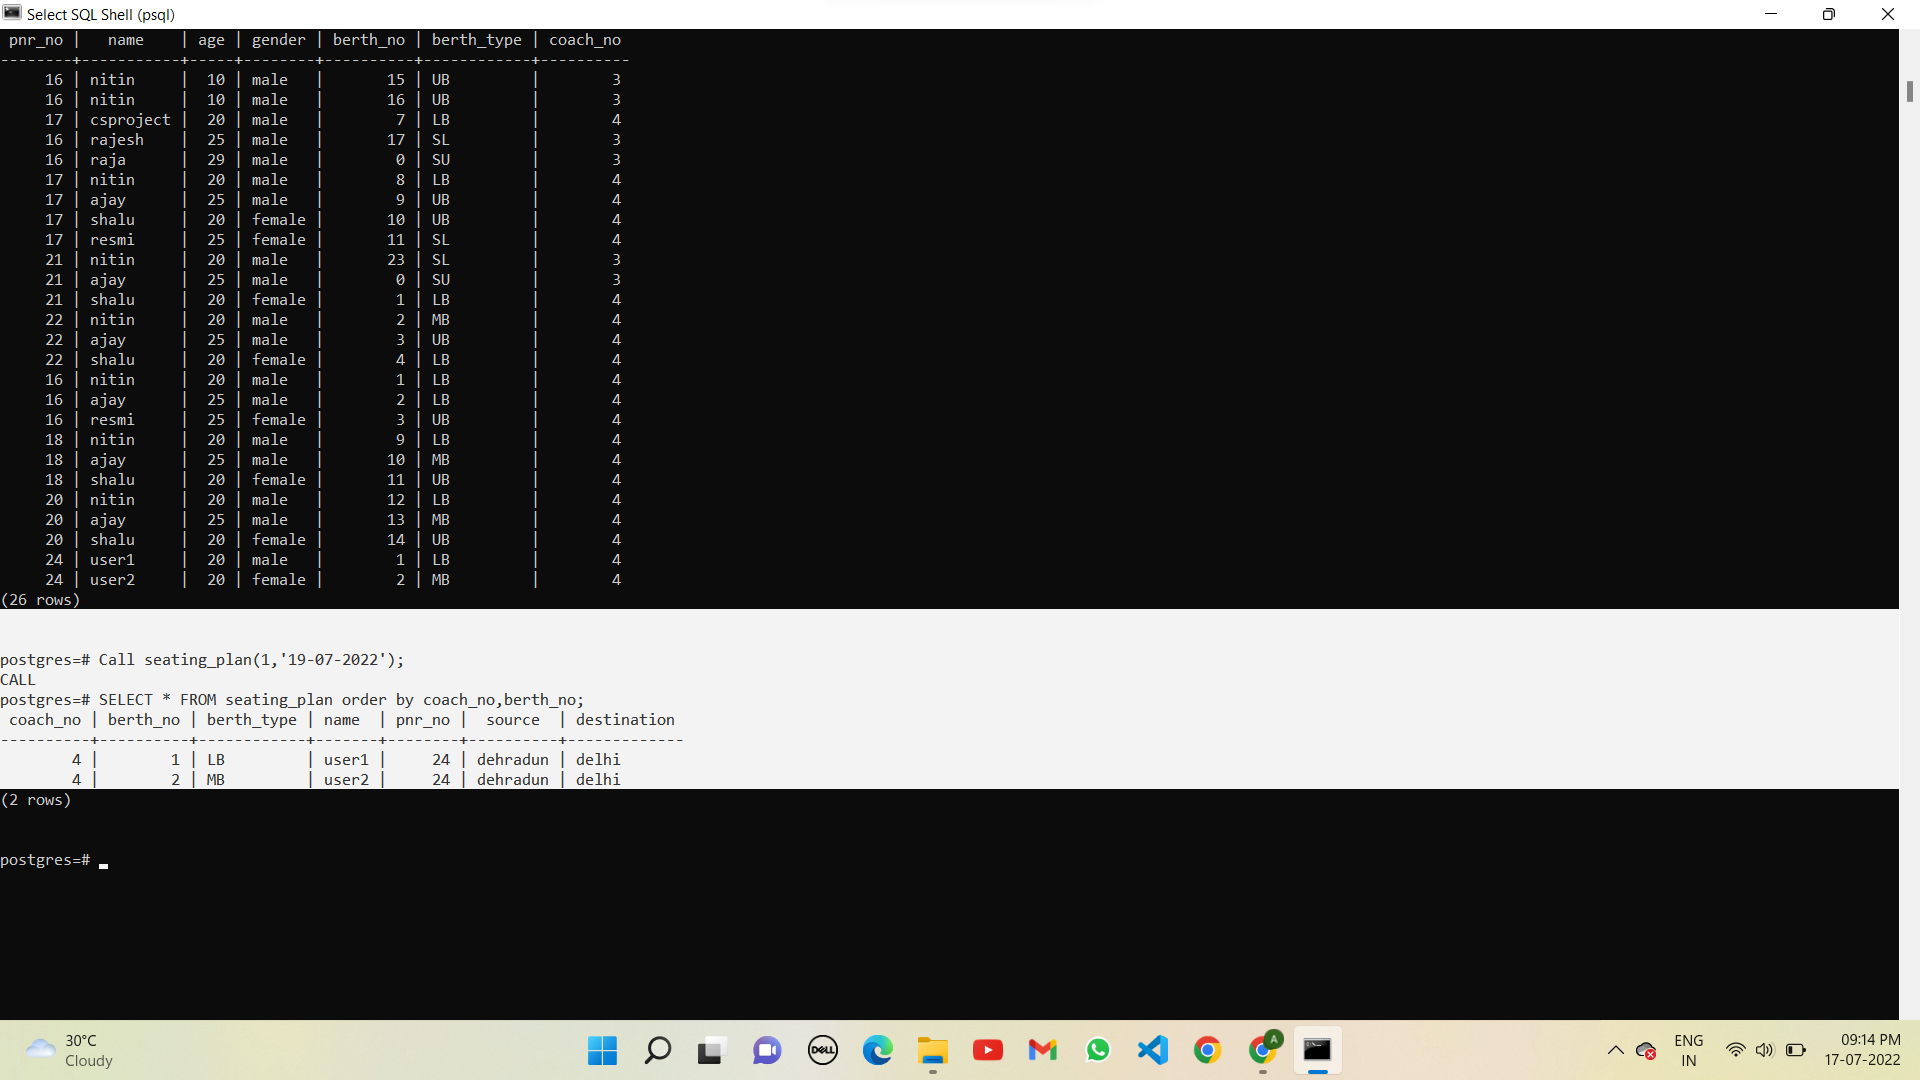 Select SQL Shell (psql)
 pnr_no |   name    | age | gender | berth_no | berth_type | coach_no
--------+-----------+-----+--------+----------+------------+----------
     16 | nitin     |  10 | male   |       15 | UB         |        3
     16 | nitin     |  10 | male   |       16 | UB         |        3
     17 | csproject |  20 | male   |        7 | LB         |        4
     16 | rajesh    |  25 | male   |       17 | SL         |        3
     16 | raja      |  29 | male   |        0 | SU         |        3
     17 | nitin     |  20 | male   |        8 | LB         |        4
     17 | ajay      |  25 | male   |        9 | UB         |        4
     17 | shalu     |  20 | female |       10 | UB         |        4
     17 | resmi     |  25 | female |       11 | SL         |        4
     21 | nitin     |  20 | male   |       23 | SL         |        3
     21 | ajay      |  25 | male   |        0 | SU         |        3
     21 | shalu     |  20 | female |        1 | LB         |        4
     22 | nitin     |  20 | male   |        2 | MB         |        4
     22 | ajay      |  25 | male   |        3 | UB         |        4
     22 | shalu     |  20 | female |        4 | LB         |        4
     16 | nitin     |  20 | male   |        1 | LB         |        4
     16 | ajay      |  25 | male   |        2 | LB         |        4
     16 | resmi     |  25 | female |        3 | UB         |        4
     18 | nitin     |  20 | male   |        9 | LB         |        4
     18 | ajay      |  25 | male   |       10 | MB         |        4
     18 | shalu     |  20 | female |       11 | UB         |        4
     20 | nitin     |  20 | male   |       12 | LB         |        4
     20 | ajay      |  25 | male   |       13 | MB         |        4
     20 | shalu     |  20 | female |       14 | UB         |        4
     24 | user1     |  20 | male   |        1 | LB         |        4
     24 | user2     |  20 | female |        2 | MB         |        4
(26 rows)
postgres=# Call seating_plan(1,'19-07-2022');
CALL
postgres=# SELECT * FROM seating_plan order by coach_no,berth_no;
 coach_no | berth_no | berth_type | name  | pnr_no |  source  | destination
----------+----------+------------+-------+--------+----------+-------------
        4 |        1 | LB         | user1 |     24 | dehradun | delhi
        4 |        2 | MB         | user2 |     24 | dehradun | delhi
(2 rows)
postgres=#
30°C
Cloudy
DELL
A
ENG
IN
09:14 PM
17-07-2022